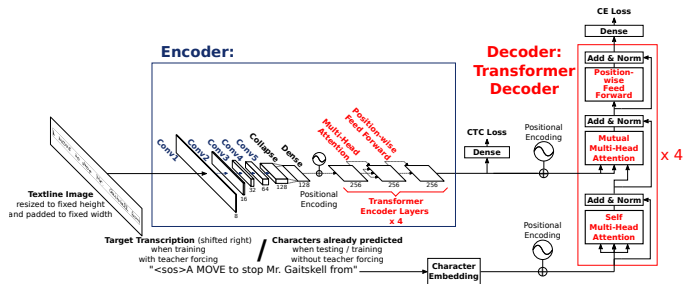 CE Loss
Dense
Encoder:
Decoder:
Transformer
Decoder
Add & Norm
Position-
wise
Feed
Forward
Add & Norm
Mutual
Multi-Head
Attention
x 4
Add & Norm
Self
Multi-Head
Attention
Conv1
Conv2
Conv3
Conv4
Conv5
Collapse
Dense
8
16
32
64
128
128
Positional
Encoding
Multi-Head
Attention
Position-wise
Feed Forward
256
256
256
Transformer
Encoder Layers
x 4
CTC Loss
Dense
Positional
Encoding
Positional
Encoding
Textline Image
resized to fixed height
and padded to fixed width
Target Transcription (shifted right)
when training
with teacher forcing
/
Characters already predicted
when testing / training
without teacher forcing
"<sos>A MOVE to stop Mr. Gaitskell from"
Character
Embedding